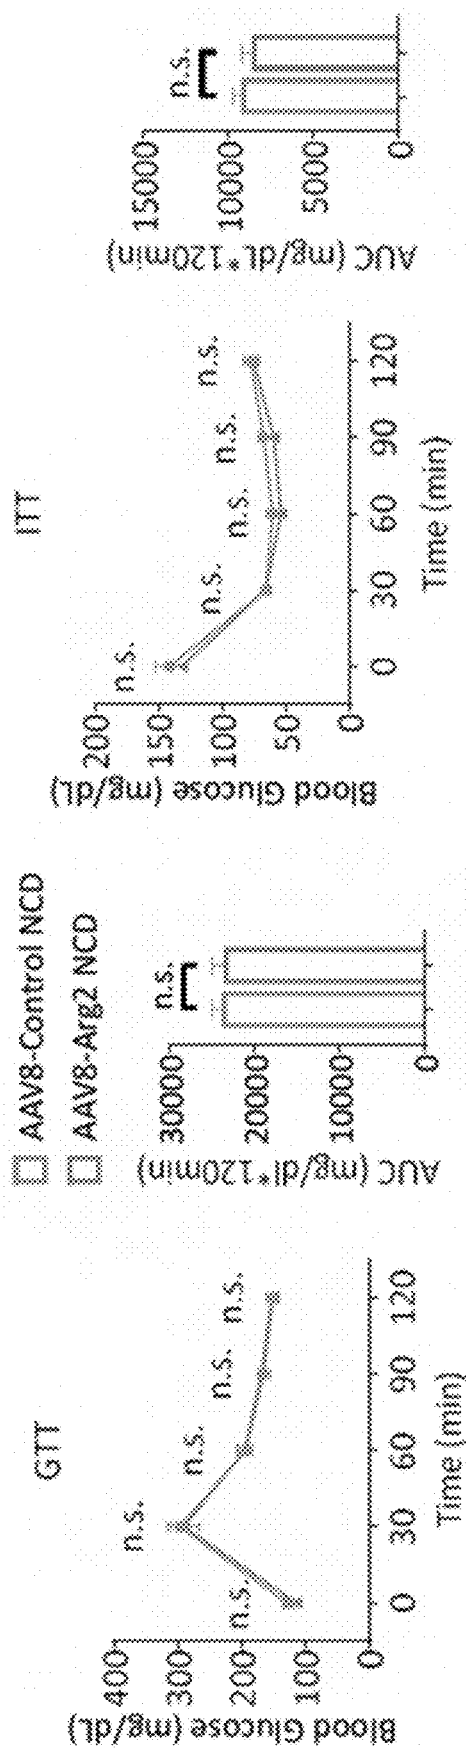 GTT
Blood Glucose (mg/dL)
400
300
200
100
0
n.s.
n.s.
n.s.
n.s.
n.s.
0 30 60 90 120
Time (min)
AAV8-Control NCD
AAV8-Arg2 NCD
AUC (mg/dl*120min)
30000
20000
10000
0
n.s.
ITT
Blood Glucose (mg/dL)
200
150
100
50
0
n.s.
n.s.
n.s.
n.s.
n.s.
0 30 60 90 120
Time (min)
AUC (mg/dL*120min)
15000
10000
5000
0
n.s.